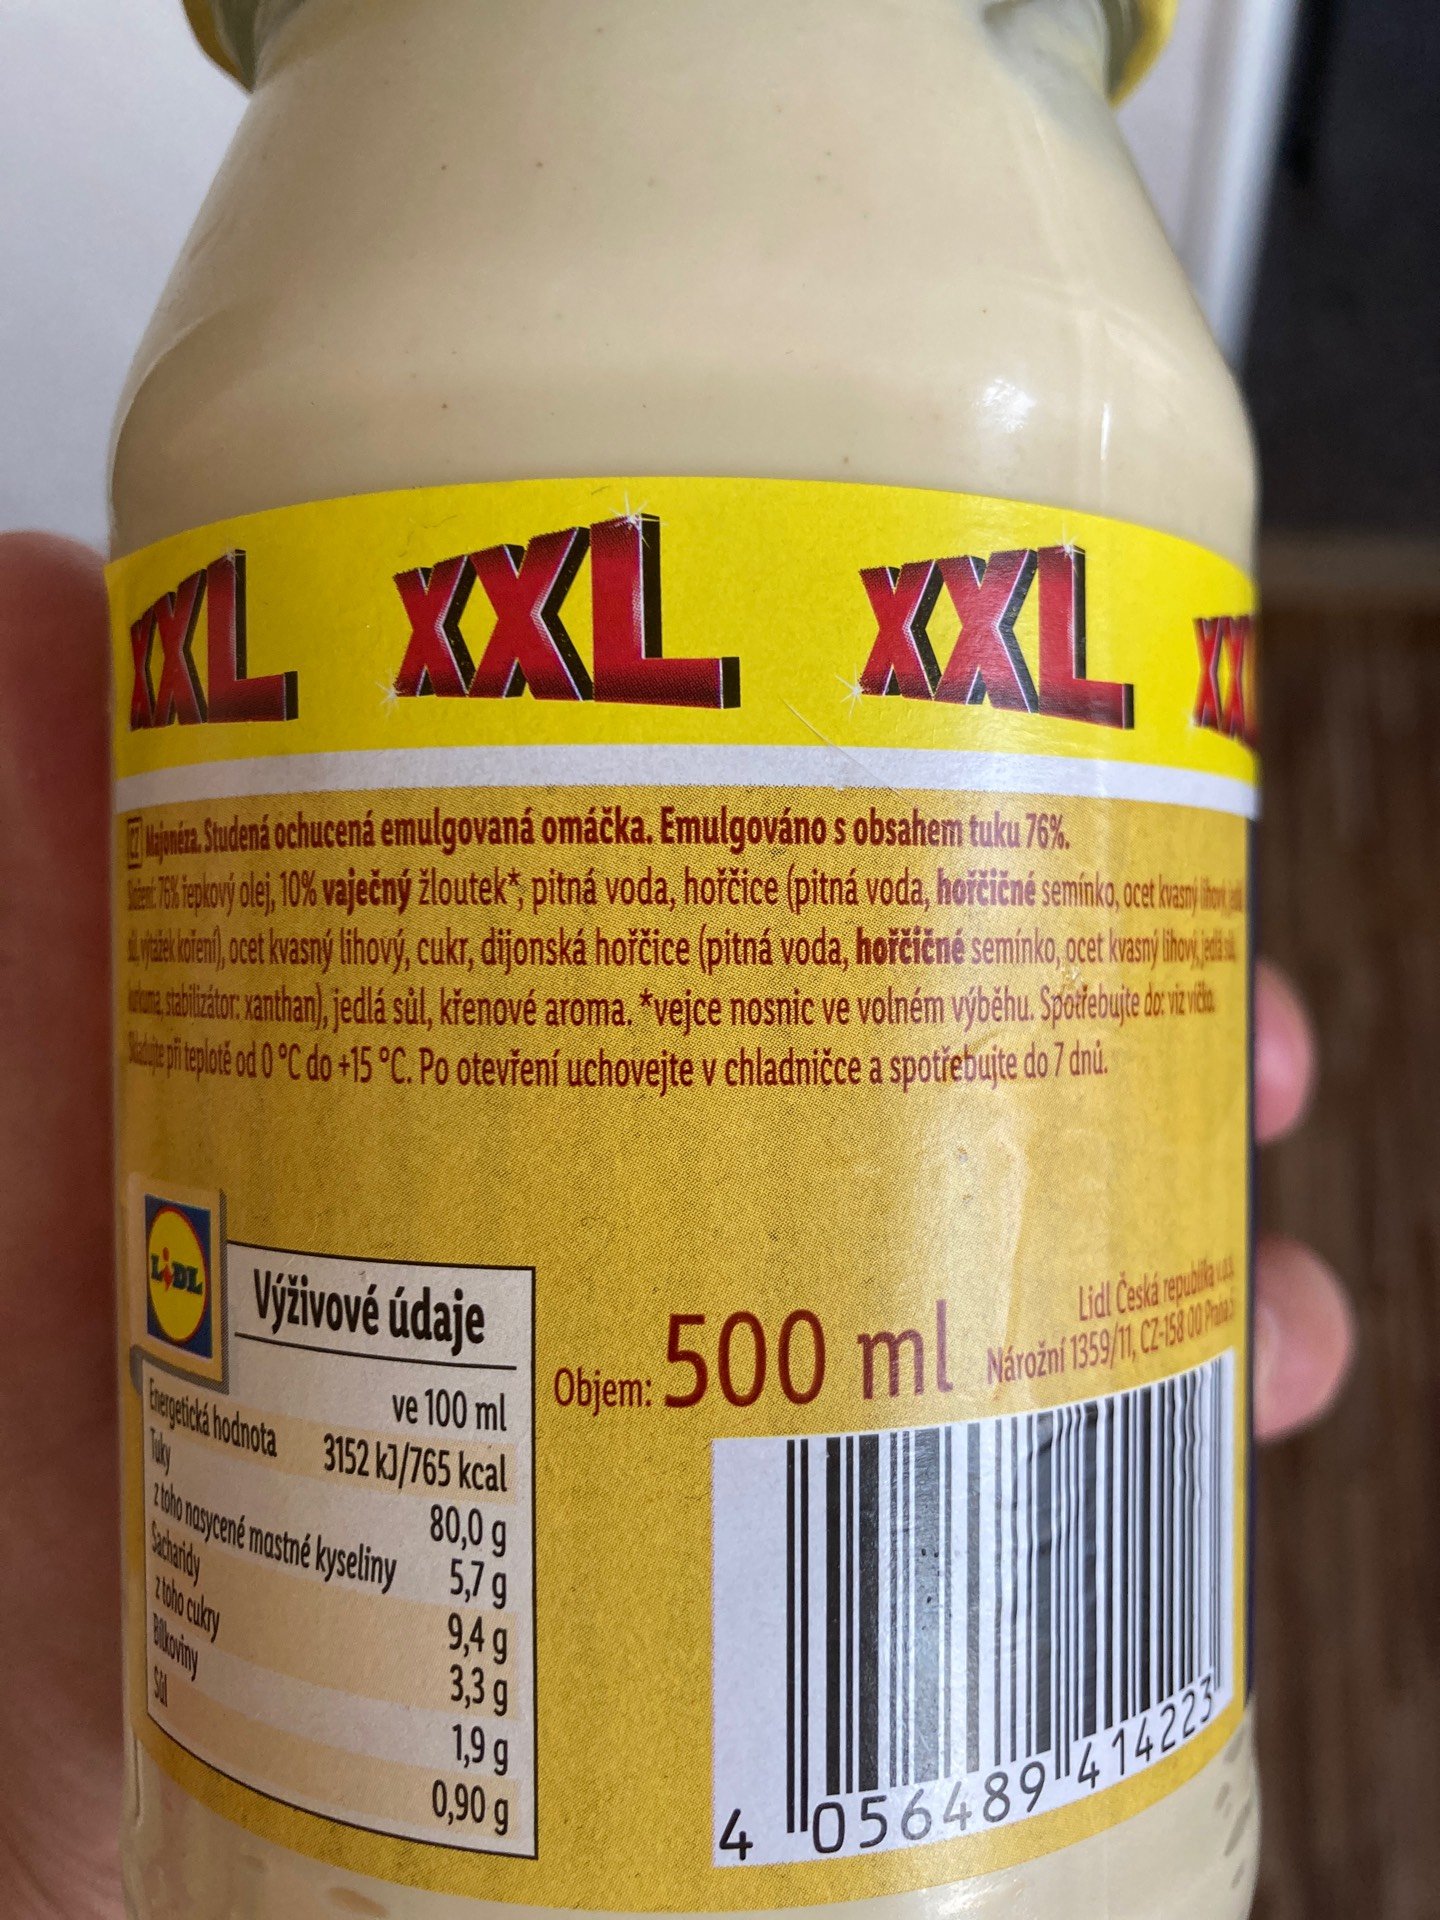 XXL XXL XXL XX
CZ Majonéza. Studená ochucená emulgovaná omáčka. Emulgováno s obsahem tuku 76%.
Složení: 76% řepkový olej, 10% vaječný žloutek*, pitná voda, hořčice (pitná voda, hořčičné semínko, ocet kvasný lihový, jedlá
sůl, výtažek koření), ocet kvasný lihový, cukr, dijonská hořčice (pitná voda, hořčičné semínko, ocet kvasný lihový, jedlá sůl,
kurkuma, stabilizátor: xanthan), jedlá sůl, křenové aroma. *vejce nosnic ve volném výběhu. Spotřebujte do: viz víčko.
Skladujte při teplotě od 0 °C do +15 °C. Po otevření uchovejte v chladničce a spotřebujte do 7 dnů.
LIDL
Výživové údaje
ve 100 ml
Energetická hodnota 3152 kJ/765 kcal
Tuky 80,0 g
z toho nasycené mastné kyseliny 5,7 g
Sacharidy 9,4 g
z toho cukry 3,3 g
Bílkoviny 1,9 g
Sůl 0,90 g
Objem: 500 ml
Lidl Česká republika v.o.s.
Nárožní 1359/11, CZ-158 00 Praha 5
4 056489 414223